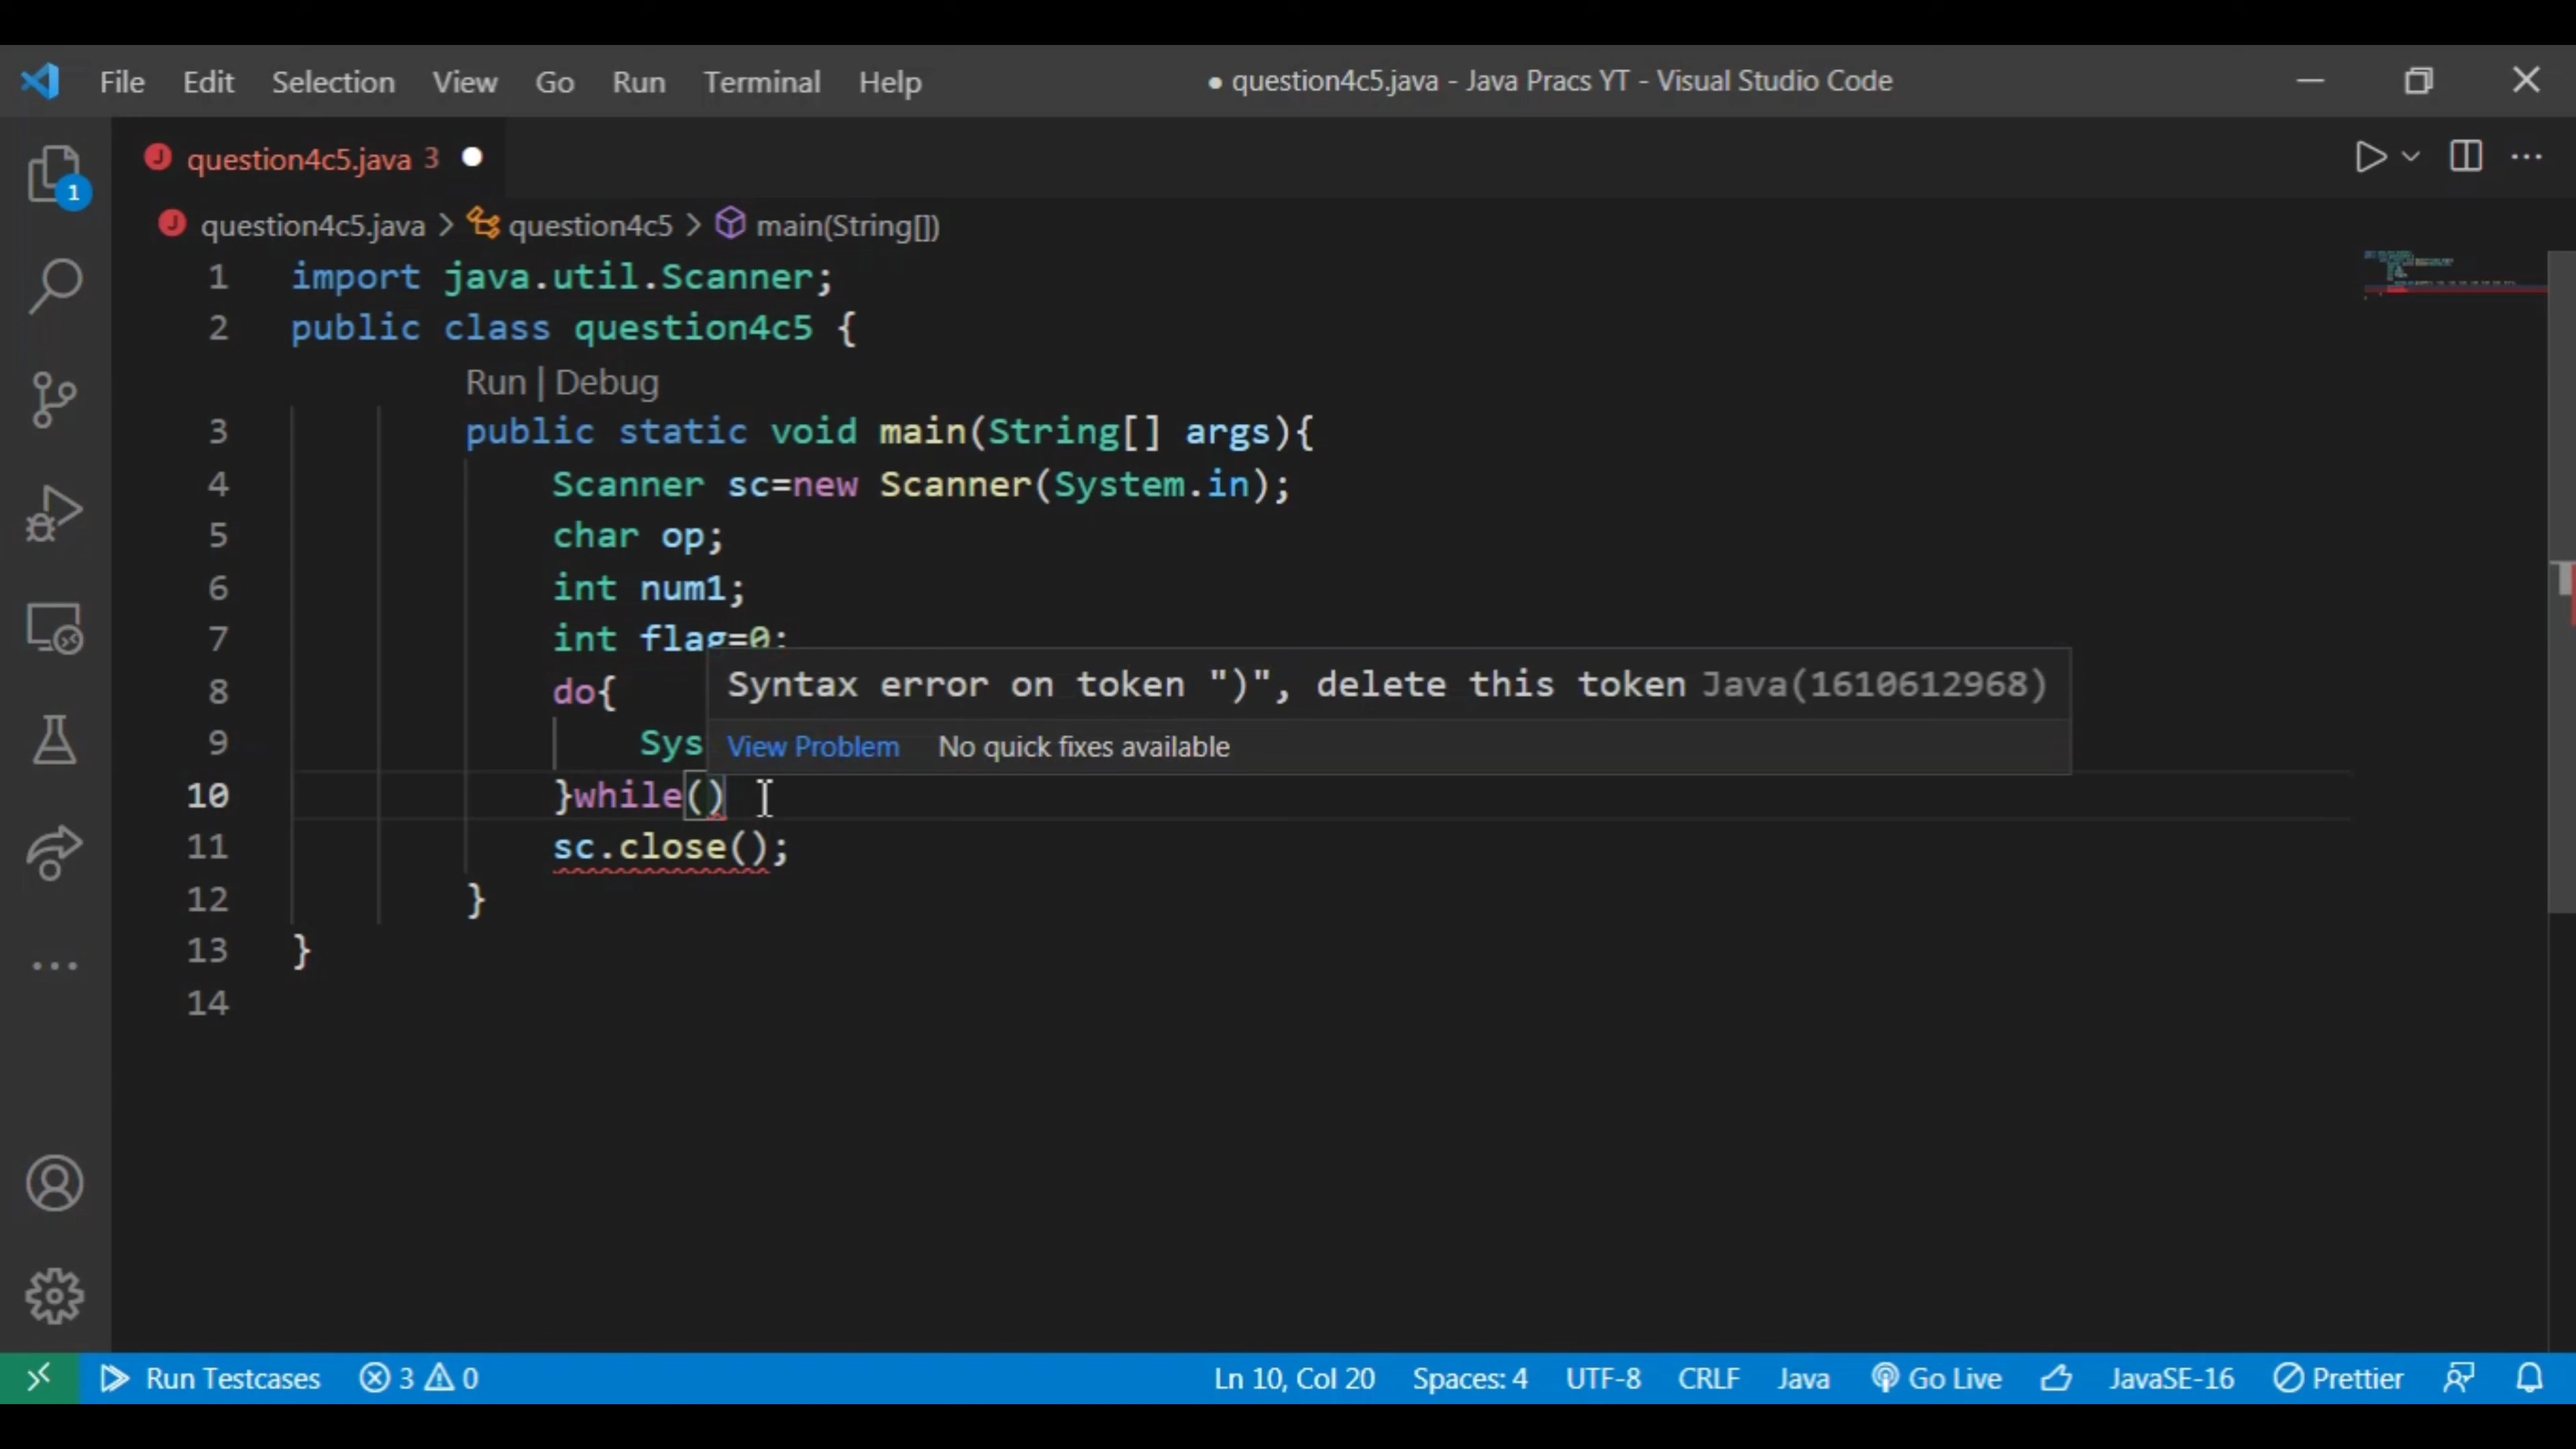 File Edit Selection View Go Run Terminal Help ● question4c5.java - Java Pracs YT - Visual Studio Code
J question4c5.java 3 ●
1
J question4c5.java > question4c5 > main(String[])
1 import java.util.Scanner;
2 public class question4c5 {
Run | Debug
3 public static void main(String[] args){
4 Scanner sc=new Scanner(System.in);
5 char op;
6 int num1;
7 int flag=0;
Syntax error on token ")", delete this token Java(1610612968)
8 do{
9 Sys
View Problem No quick fixes available
10 }while()
11 sc.close();
12 }
13 }
14
Run Testcases 3 0 Ln 10, Col 20 Spaces: 4 UTF-8 CRLF Java Go Live JavaSE-16 Prettier